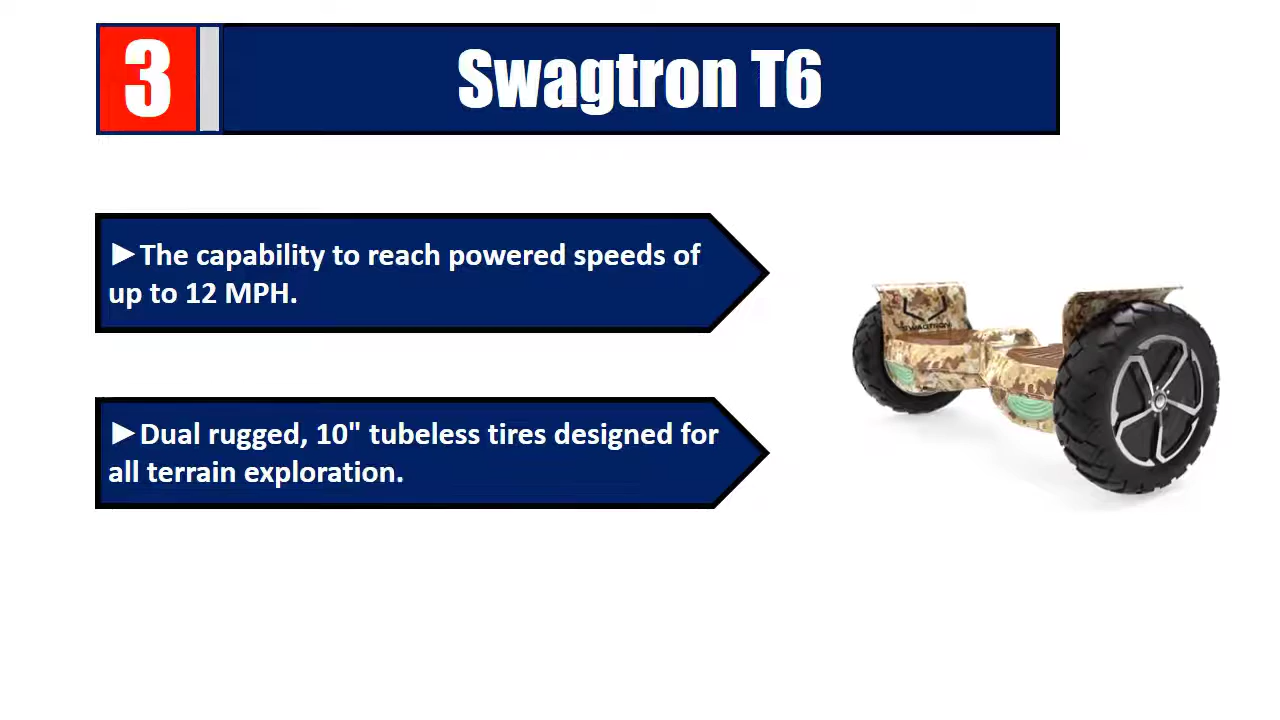 3
Swagtron T6
►The capability to reach powered speeds of
up to 12 MPH.
►Dual rugged, 10" tubeless tires designed for
all terrain exploration.
SWAGTRON